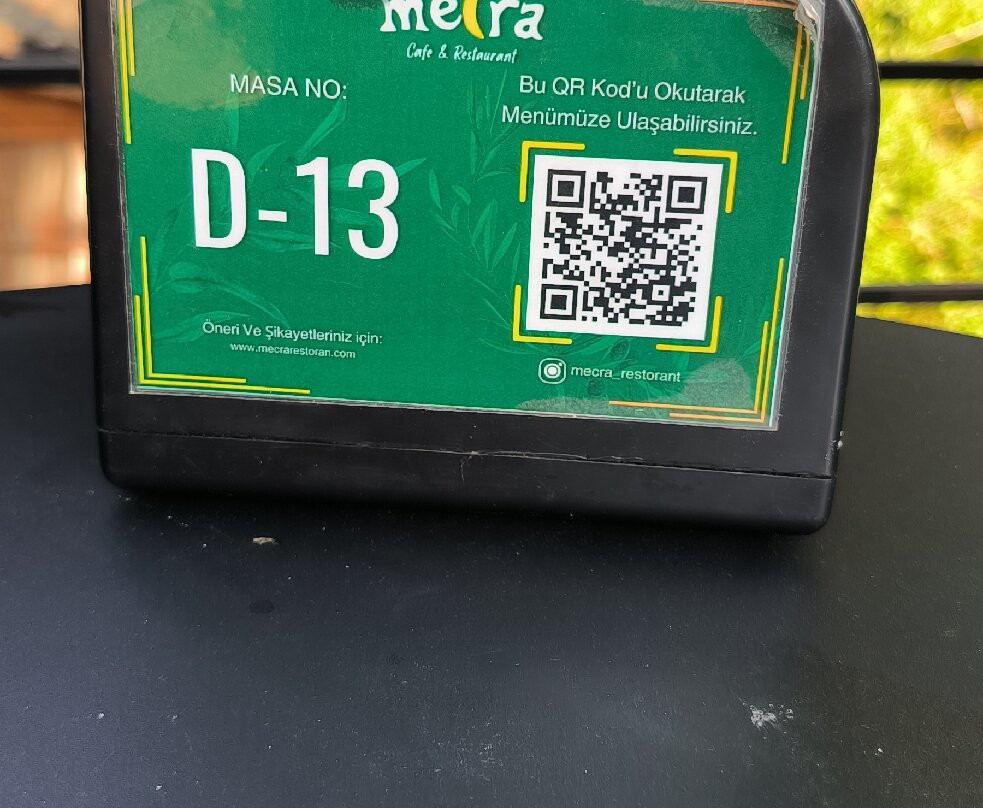 mecra
Cafe & Restaurant
MASA NO:
D-13
Öneri Ve Şikayetleriniz için:
www.mecrarestoran.com
Bu QR Kod'u Okutarak
Menümüze Ulaşabilirsiniz.
mecra_restorant